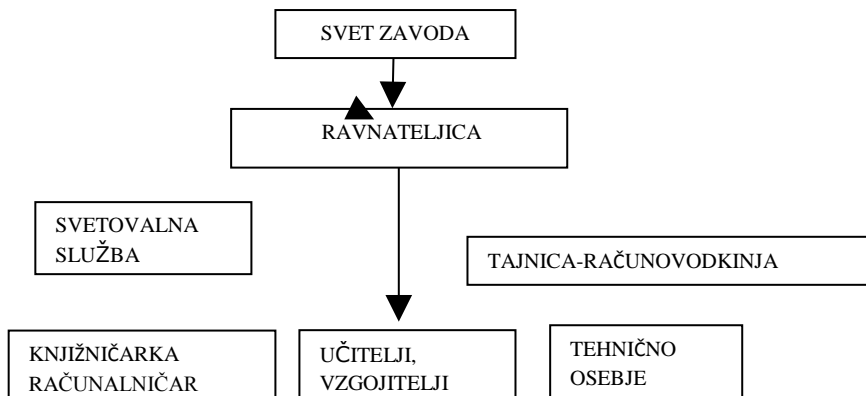 SVET ZAVODA
RAVNATELJICA
SVETOVALNA
SLUŽBA
TAJNICA-RAČUNOVODKINJA
KNJIŽNIČARKA
RAČUNALNIČAR
UČITELJI,
VZGOJITELJI
TEHNIČNO
OSEBJE